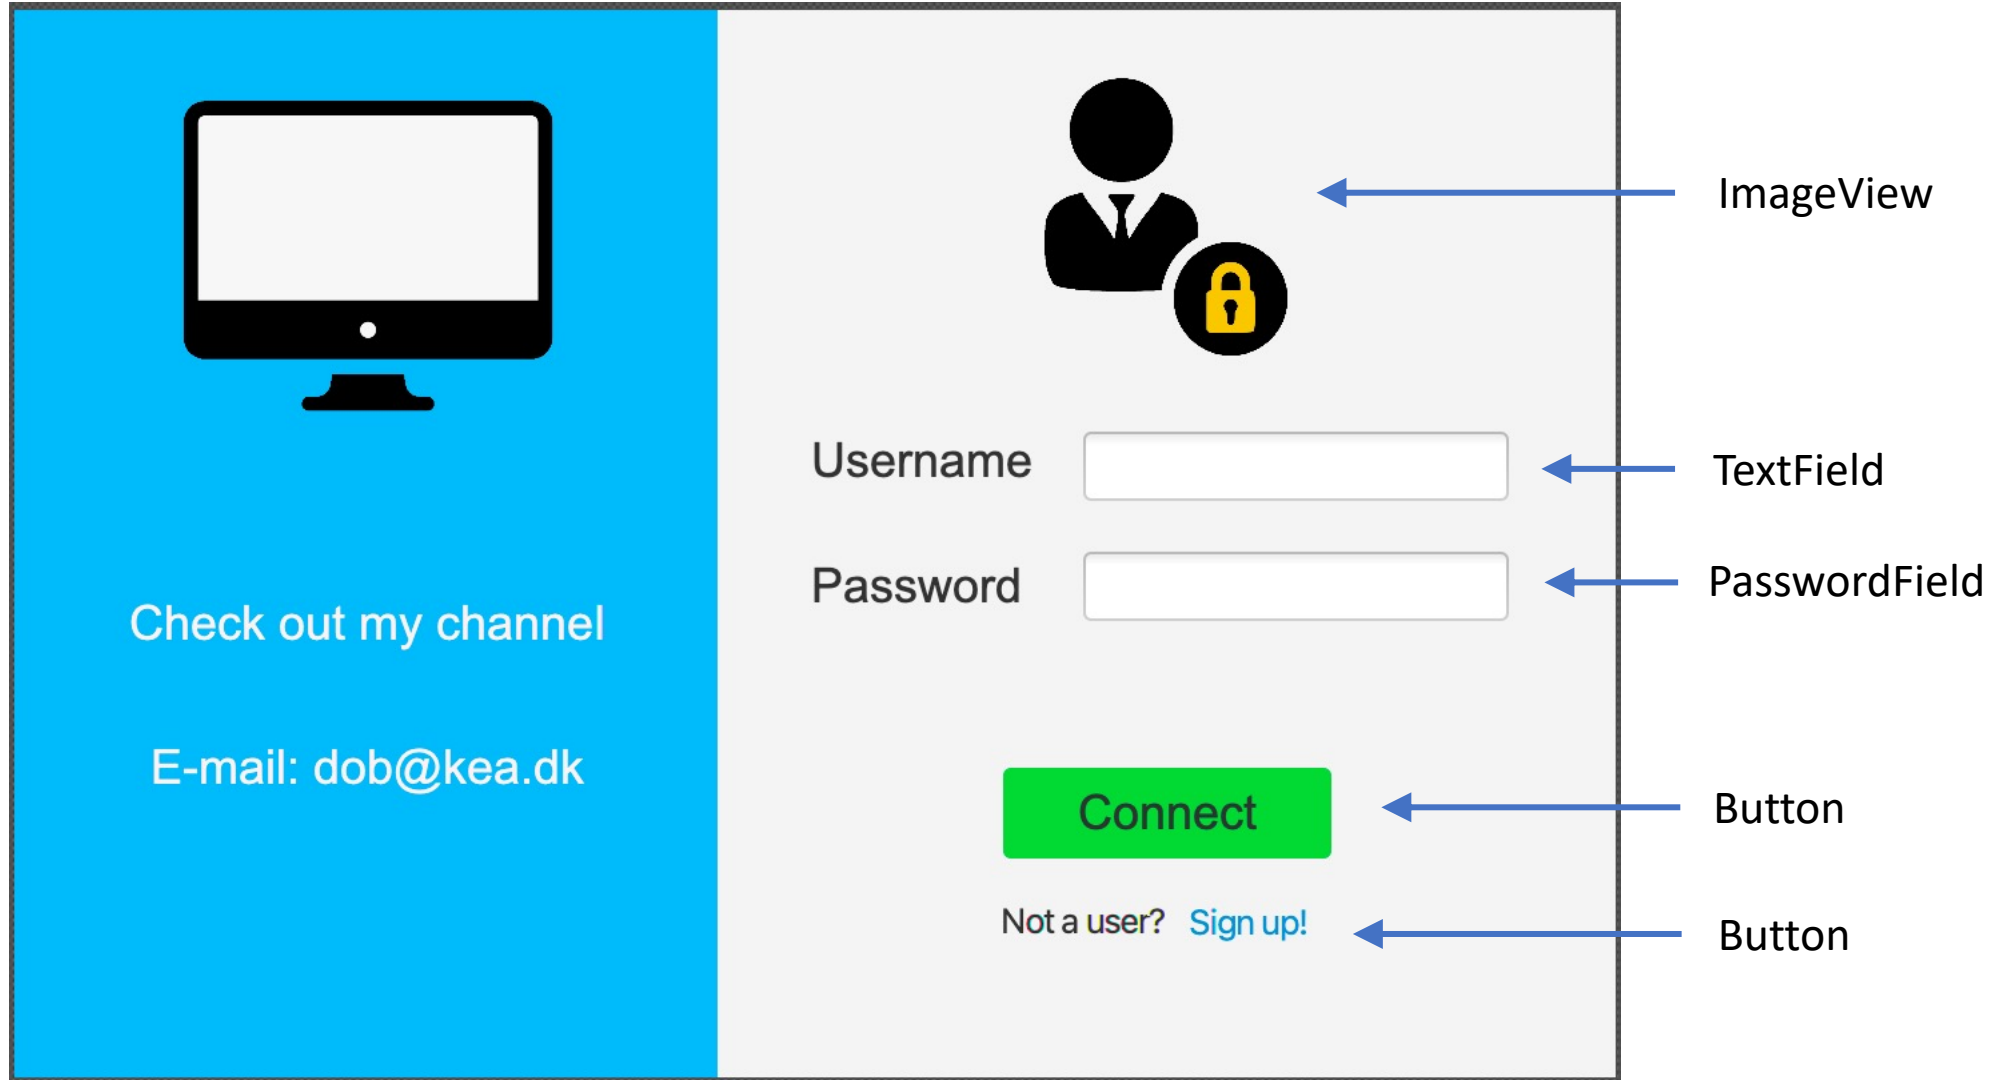 Check out my channel
E-mail: dob@kea.dk
Username
Password
Connect
Not a user? Sign up!
ImageView
TextField
PasswordField
Button
Button